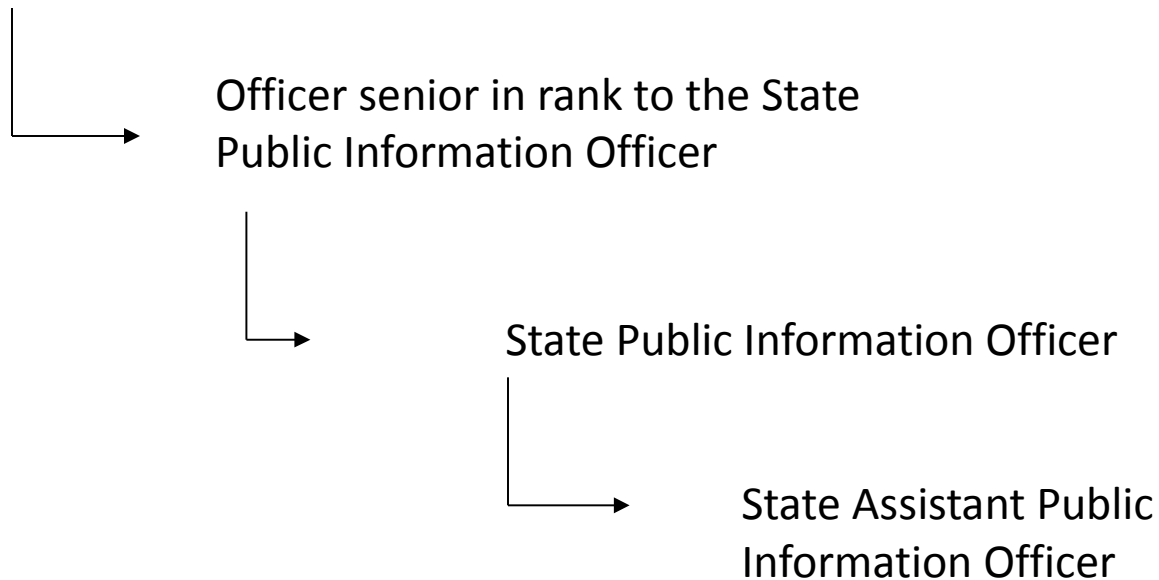 Officer senior in rank to the State
Public Information Officer
State Public Information Officer
State Assistant Public
Information Officer